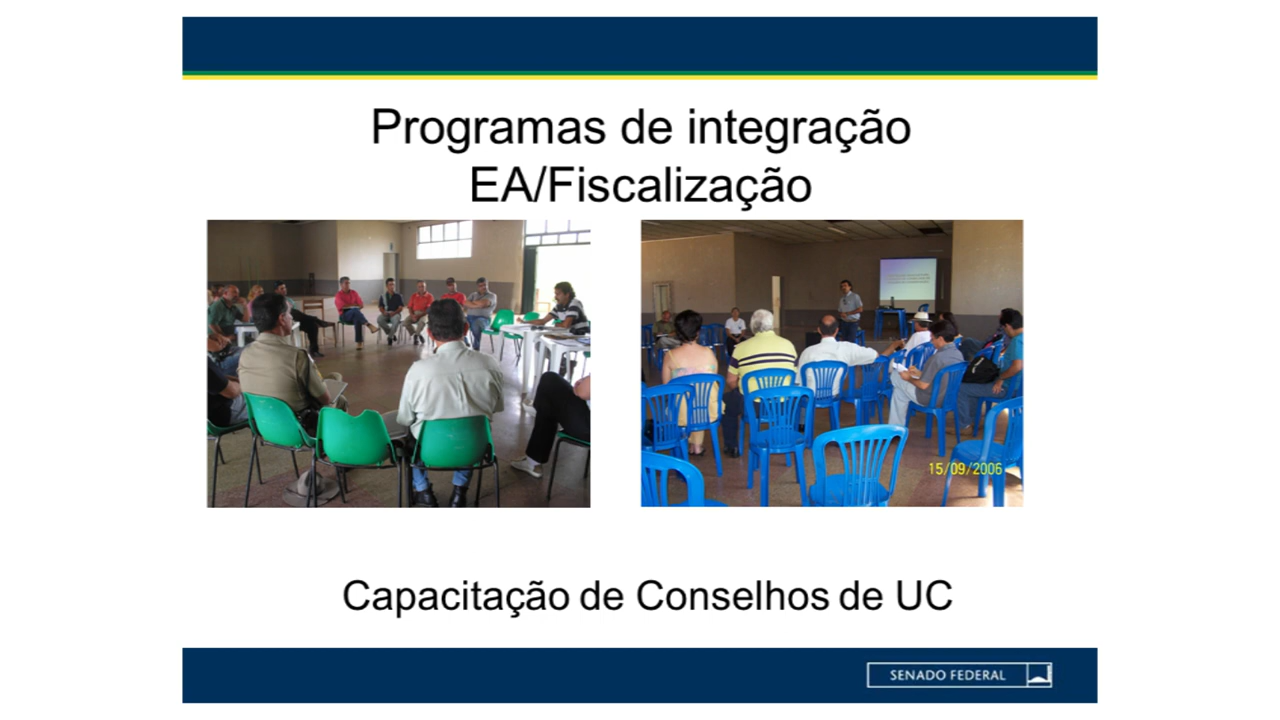 Programas de integração
EA/Fiscalização
15/09/2006
Capacitação de Conselhos de UC
SENADO FEDERAL